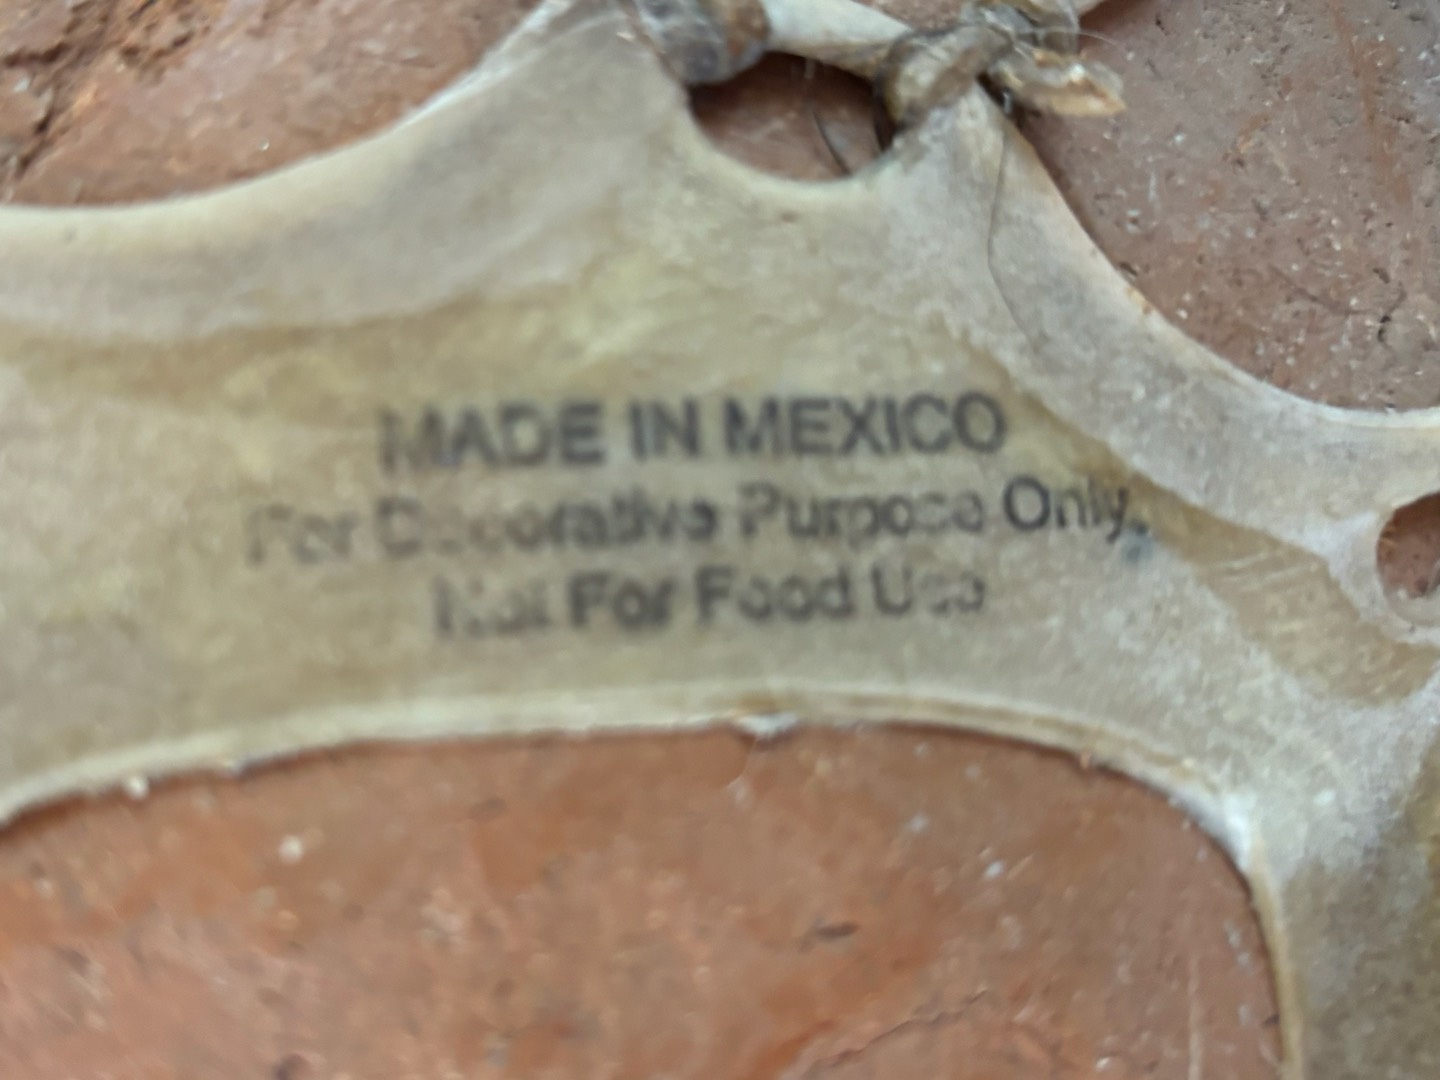 MADE IN MEXICO
For Decorative Purpose Only,
Not For Food Use